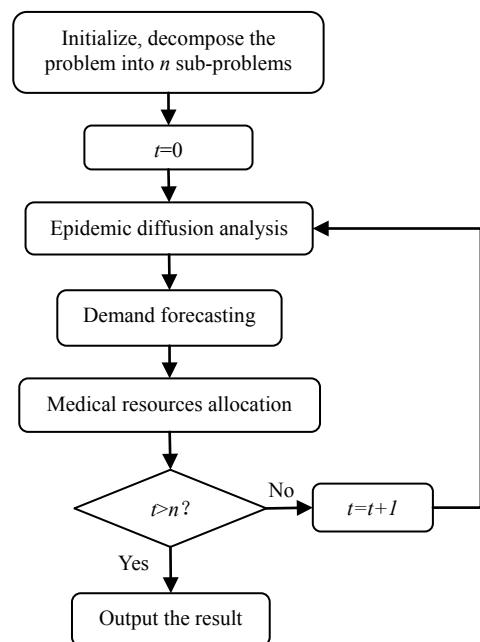 Initialize, decompose the
problem into n sub-problems
t=0
Epidemic diffusion analysis
Demand forecasting
Medical resources allocation
t>n?
No
t=t+1
Yes
Output the result